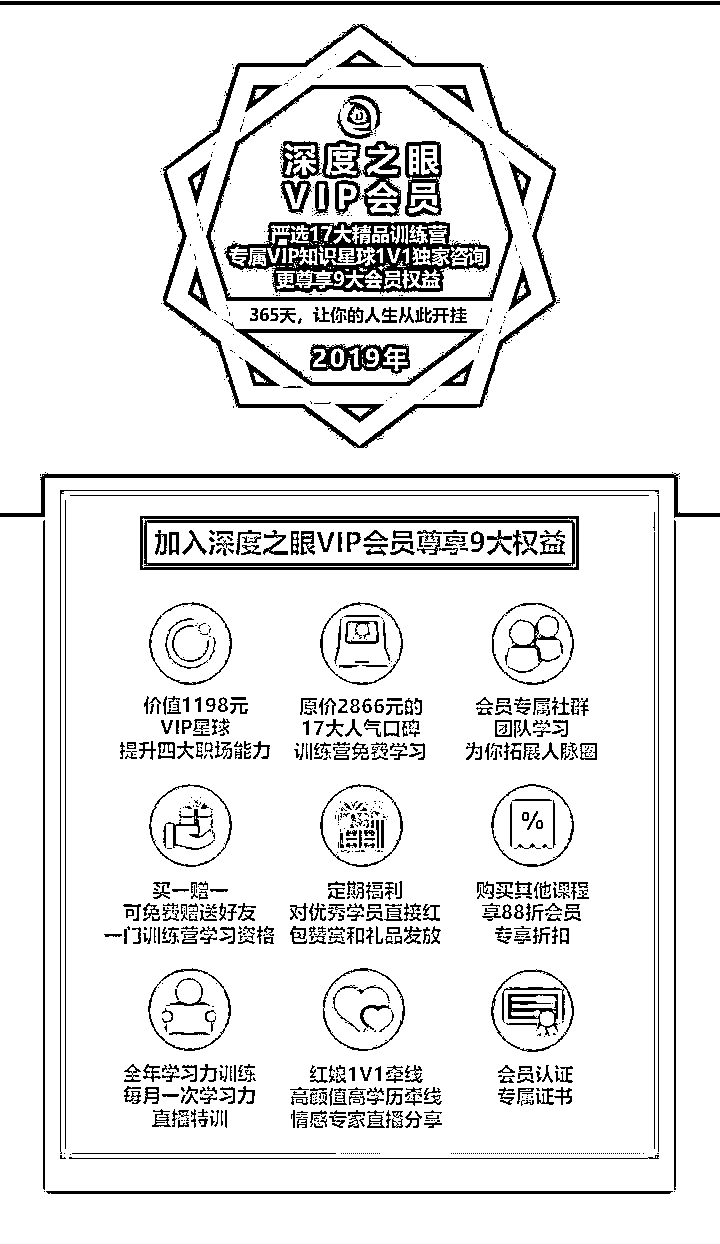 深度之眼
VIP会员
严选17大精品训练营
专属VIP知识星球1V1独家咨询
更尊享9大会员权益
365天，让你的人生从此开挂
2019年
加入深度之眼VIP会员尊享9大权益
价值1198元
VIP星球
提升四大职场能力
原价2866元的
17大人气口碑
训练营免费学习
会员专属社群
团队学习
为你拓展人脉圈
买一赠一
可免费赠送好友
一门训练营学习资格
定期福利
对优秀学员直接红
包赞赏和礼品发放
%
购买其他课程
享88折会员
专享折扣
全年学习力训练
每月一次学习力
直播特训
红娘1V1牵线
高颜值高学历牵线
情感专家直播分享
会员认证
专属证书